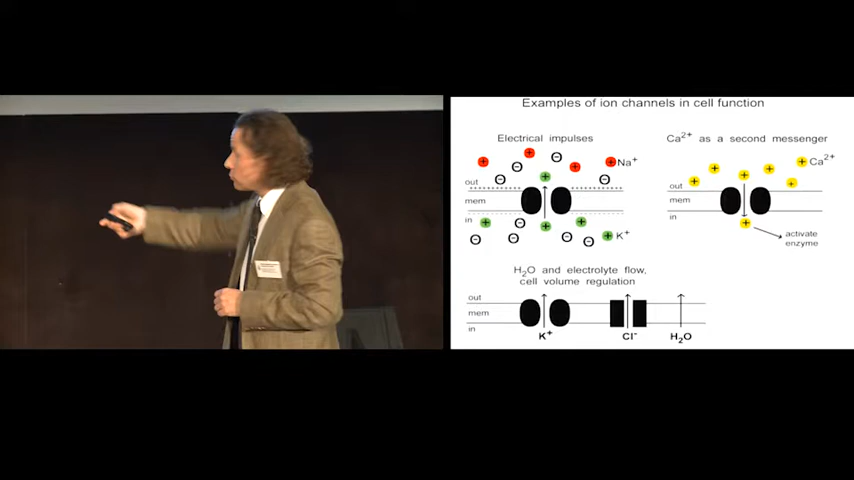 Examples of ion channels in cell function
Electrical impulses
Na⁺
out
mem
in
K⁺
Ca²⁺ as a second messenger
Ca²⁺
out
mem
in
activate
enzyme
H₂O and electrolyte flow,
cell volume regulation
out
mem
in
K⁺
Cl⁻
H₂O